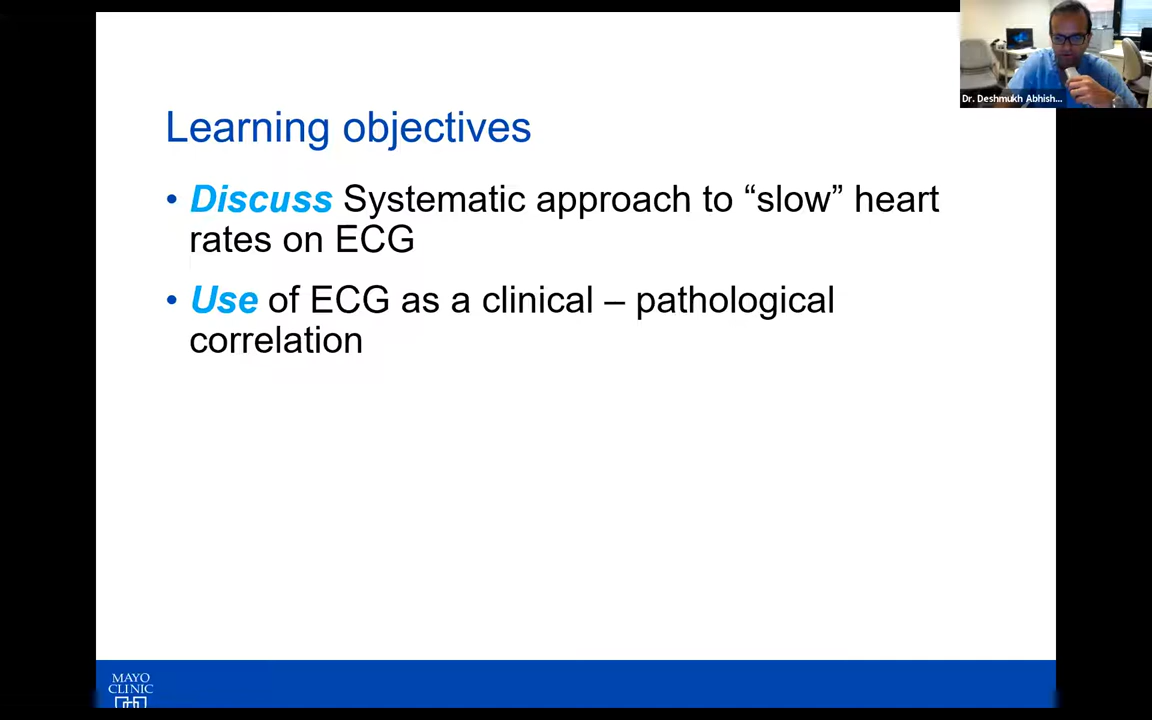 Dr. Deshmukh Abhish...
Learning objectives
• Discuss Systematic approach to “slow” heart
rates on ECG
• Use of ECG as a clinical – pathological
correlation
MAYO
CLINIC